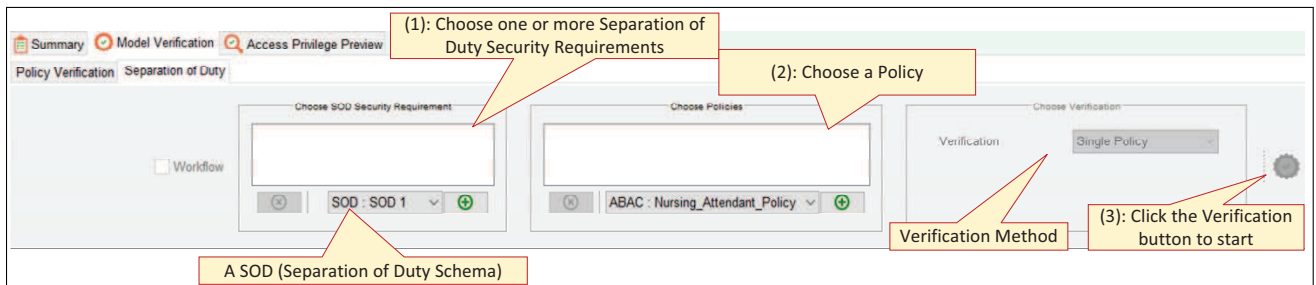 (1): Choose one or more Separation of
Duty Security Requirements
Summary Model Verification Access Privilege Preview
Policy Verification Separation of Duty
(2): Choose a Policy
Choose SOD Security Requirement
Choose Policies
Choose Verification
Verification Single Policy
Workflow
SOD : SOD 1
ABAC : Nursing_Attendant_Policy
Verification Method
(3): Click the Verification
button to start
A SOD (Separation of Duty Schema)